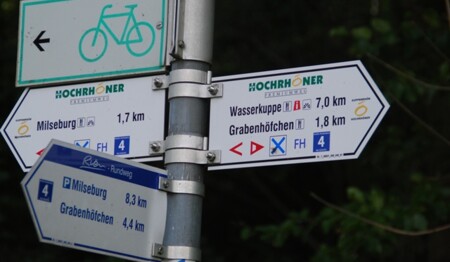 HOCHRHÖNER
Milseburg 1,7 km
4
HOCHRHÖNER
Wasserkuppe 7,0 km
Grabenhöfchen 1,8 km
FH 4
Rundweg
4
P Milseburg 8,3 km
Grabenhöfchen 4,4 km